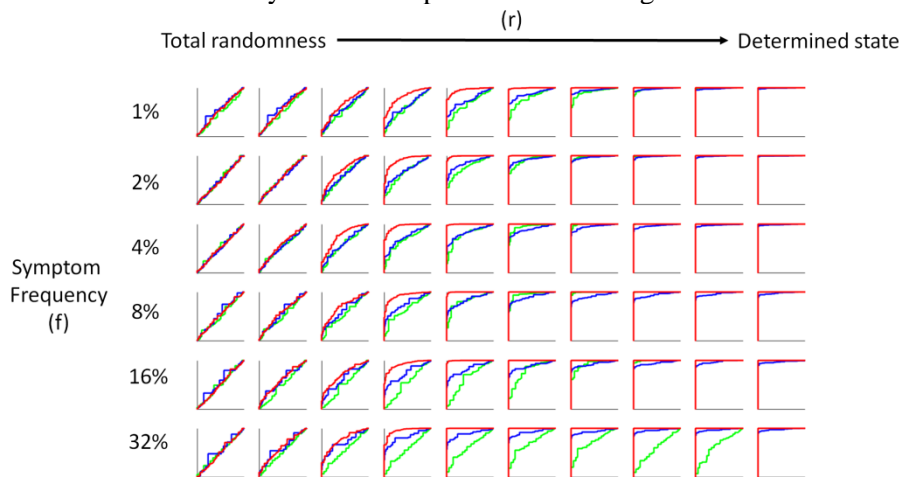 (r)
Total randomness Determined state
1%
2%
4%
Symptom
Frequency
(f)
8%
16%
32%